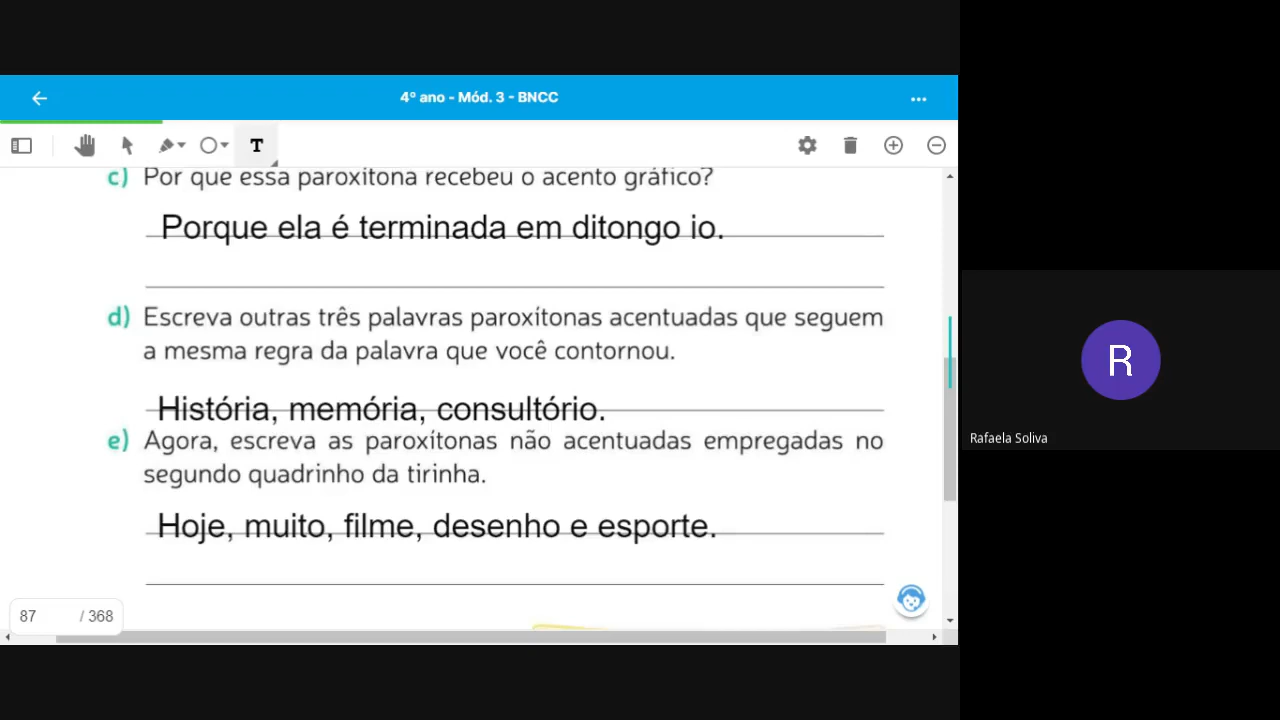 4º ano - Mód. 3 - BNCC
T
c) Por que essa paroxítona recebeu o acento gráfico?
Porque ela é terminada em ditongo io.
d) Escreva outras três palavras paroxítonas acentuadas que seguem
a mesma regra da palavra que você contornou.
História, memória, consultório.
e) Agora, escreva as paroxítonas não acentuadas empregadas no
segundo quadrinho da tirinha.
Hoje, muito, filme, desenho e esporte.
87 / 368
R
Rafaela Soliva